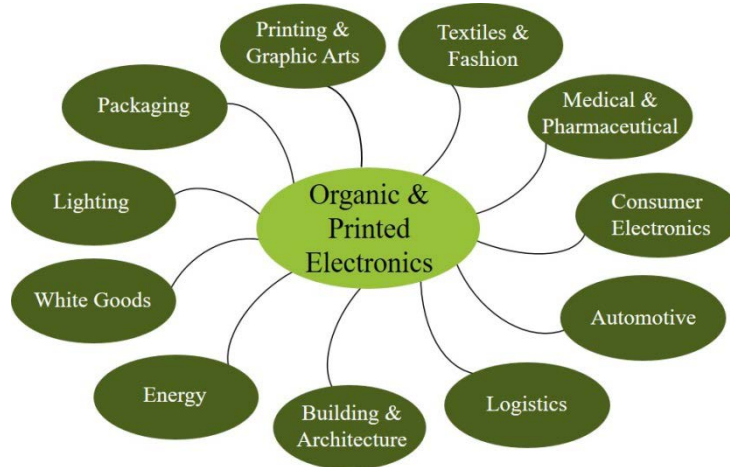 Printing &
Graphic Arts
Textiles &
Fashion
Packaging
Medical &
Pharmaceutical
Lighting
Organic &
Printed
Electronics
Consumer
Electronics
White Goods
Automotive
Energy
Building &
Architecture
Logistics